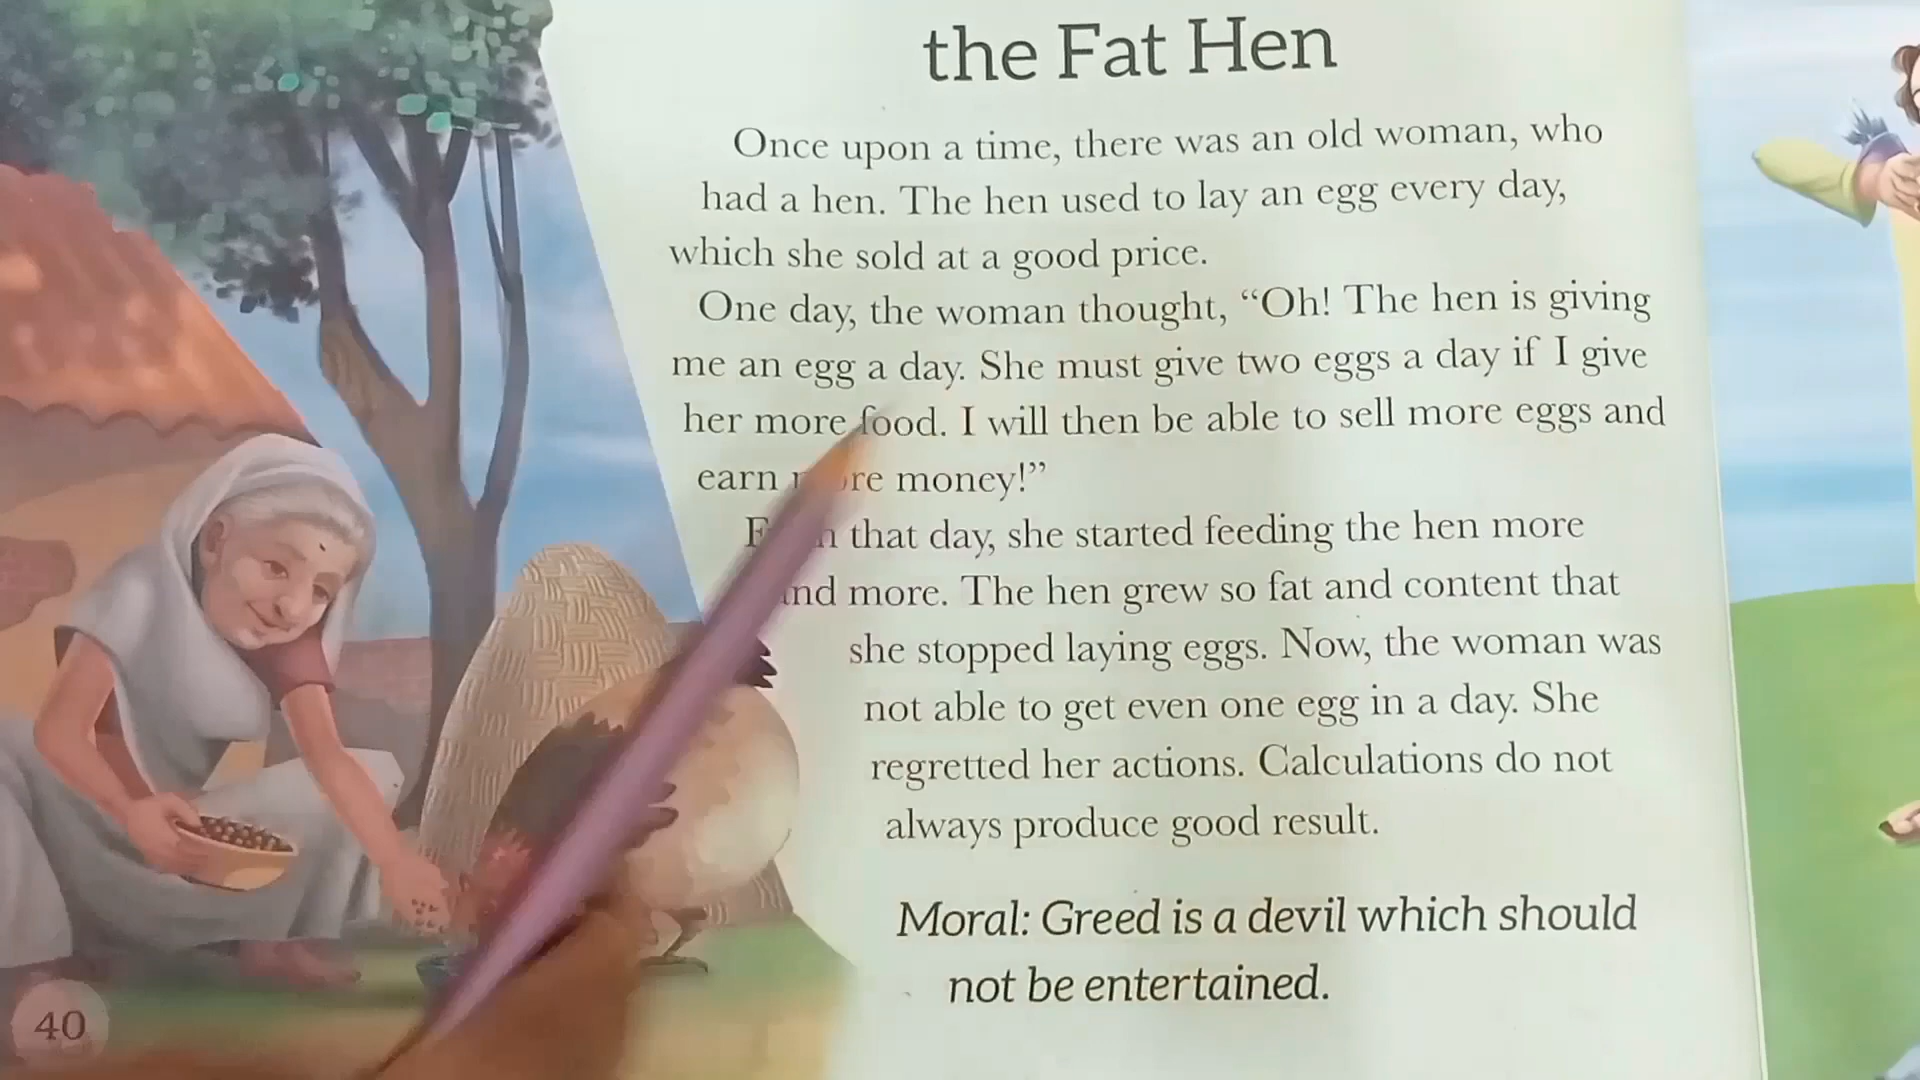 the Fat Hen
Once upon a time, there was an old woman, who
had a hen. The hen used to lay an egg every day,
which she sold at a good price.
One day, the woman thought, “Oh! The hen is giving
me an egg a day. She must give two eggs a day if I give
her more food. I will then be able to sell more eggs and
earn more money!”
From that day, she started feeding the hen more
and more. The hen grew so fat and content that
she stopped laying eggs. Now, the woman was
not able to get even one egg in a day. She
regretted her actions. Calculations do not
always produce good result.
Moral: Greed is a devil which should
not be entertained.
40